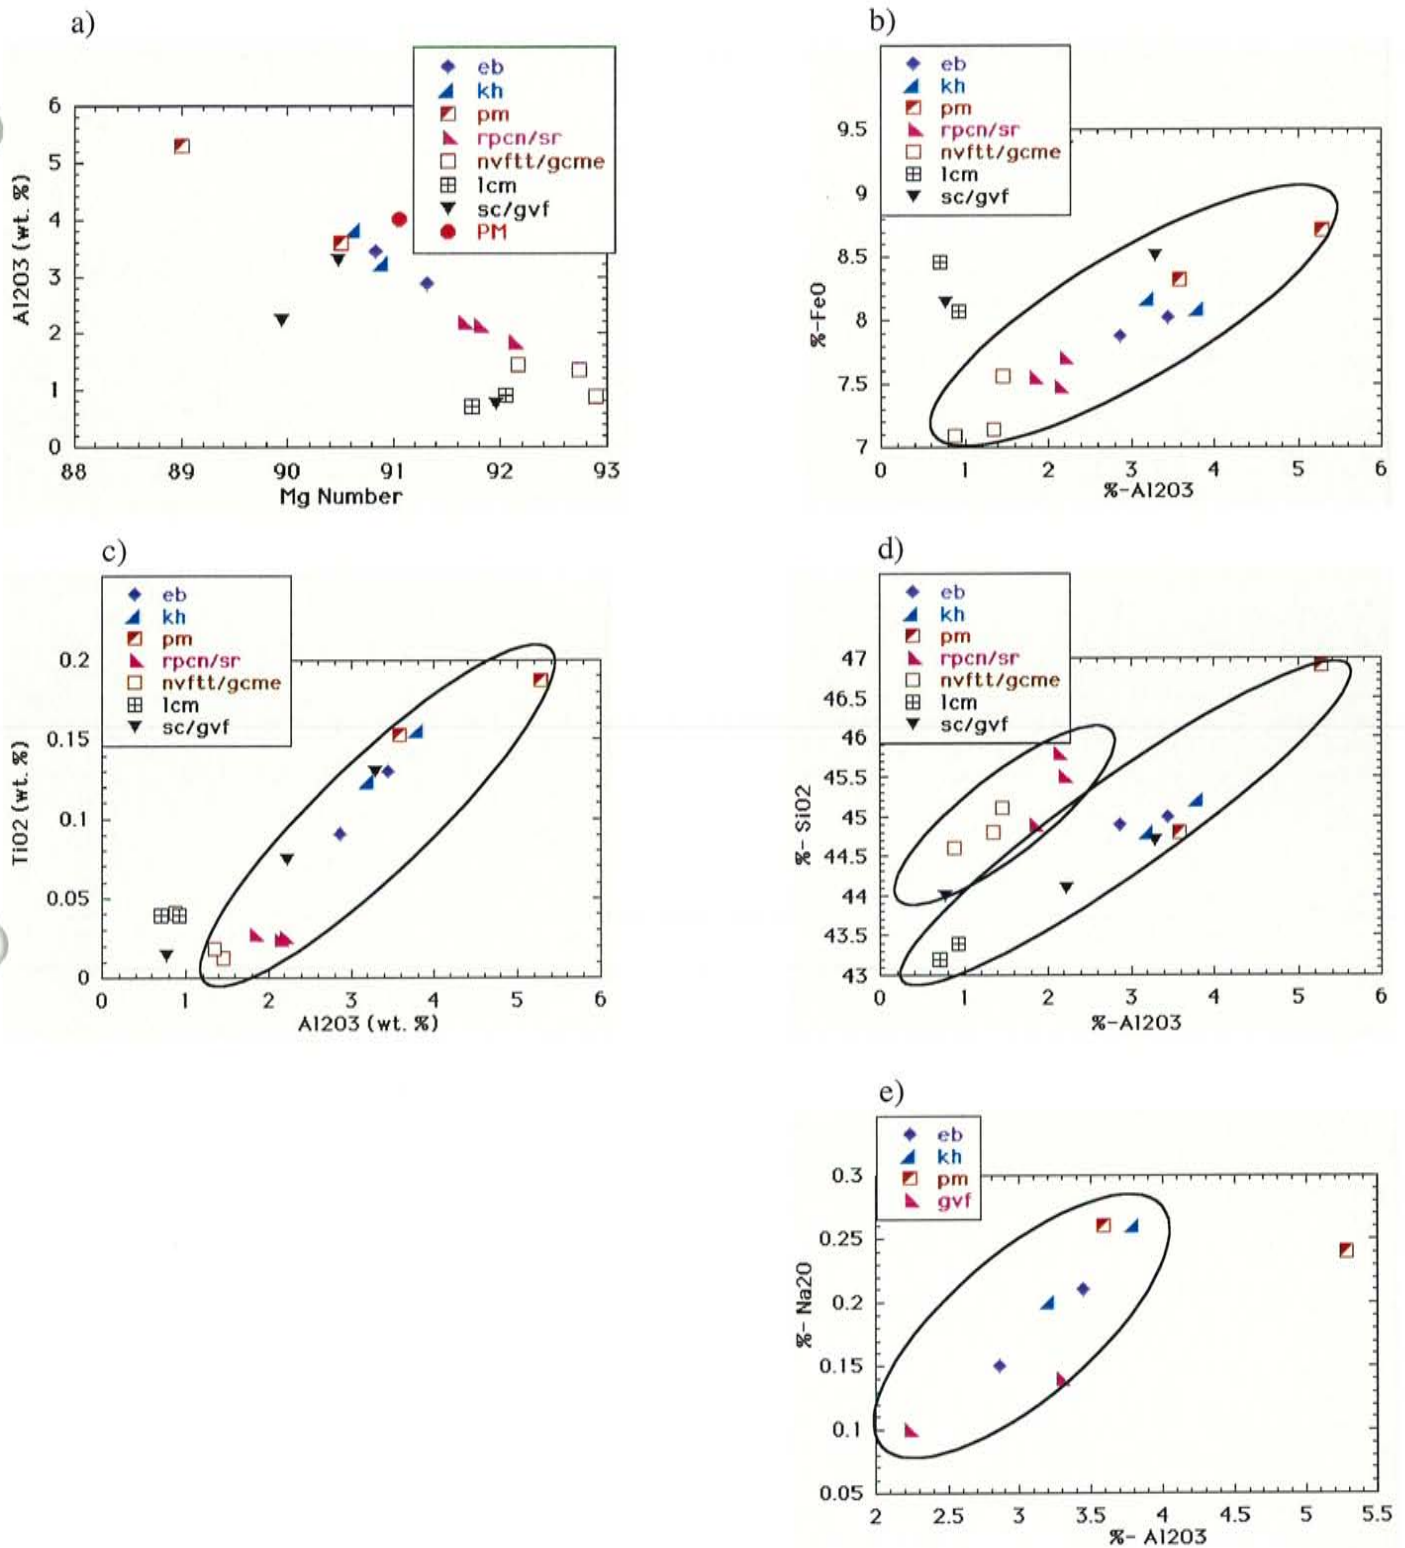 a)
eb
kh
pm
rpcn/sr
nvftt/gcme
lcm
sc/gvf
PM
6
5
4
3
2
1
0
Al2O3 (wt. %)
88 89 90 91 92 93
Mg Number
b)
eb
kh
pm
rpcn/sr
nvftt/gcme
lcm
sc/gvf
9.5
9
8.5
8
7.5
7
%-FeO
0 1 2 3 4 5 6
%-Al2O3
c)
eb
kh
pm
rpcn/sr
nvftt/gcme
lcm
sc/gvf
0.2
0.15
0.1
0.05
0
TiO2 (wt. %)
0 1 2 3 4 5 6
Al2O3 (wt. %)
d)
eb
kh
pm
rpcn/sr
nvftt/gcme
lcm
sc/gvf
47
46.5
46
45.5
45
44.5
44
43.5
43
%- SiO2
0 1 2 3 4 5 6
%-Al2O3
e)
eb
kh
pm
gvf
0.3
0.25
0.2
0.15
0.1
0.05
%- Na2O
2 2.5 3 3.5 4 4.5 5 5.5
%- Al2O3